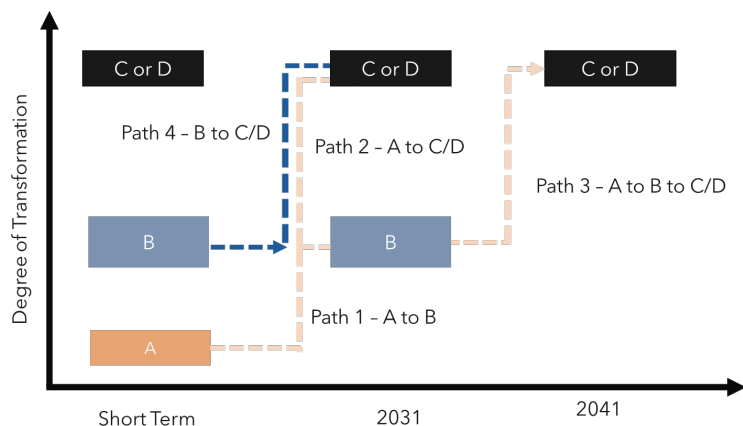 Degree of Transformation
C or D
C or D
C or D
Path 4 – B to C/D
Path 2 – A to C/D
Path 3 – A to B to C/D
B
B
Path 1 – A to B
A
Short Term
2031
2041